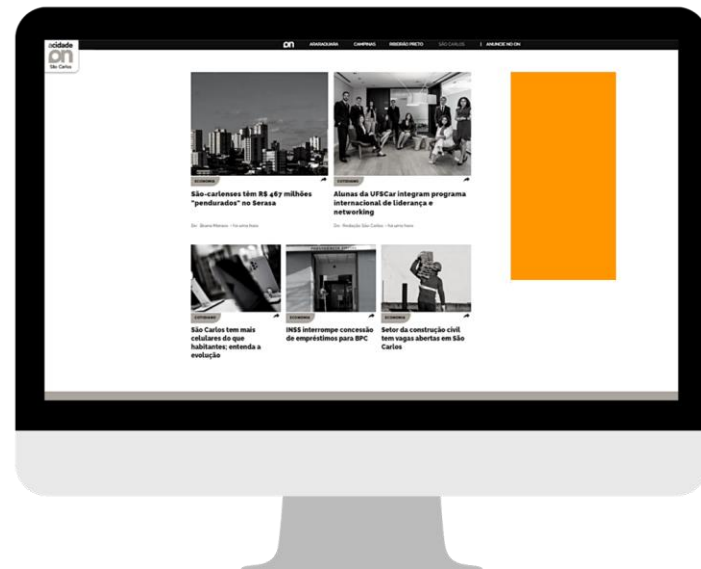 acidade
on
São Carlos
on ARARAQUARA CAMPINAS RIBEIRÃO PRETO SÃO CARLOS | ANUNCIE NO ON
ECONOMIA
São-carlenses têm R$ 467 milhões
"pendurados" no Serasa
COTIDIANO
Alunas da UFSCar integram programa
internacional de liderança e
networking
COTIDIANO
São Carlos tem mais
celulares do que
habitantes; entenda a
evolução
ECONOMIA
INSS interrompe concessão
de empréstimos para BPC
ECONOMIA
Setor da construção civil
tem vagas abertas em São
Carlos